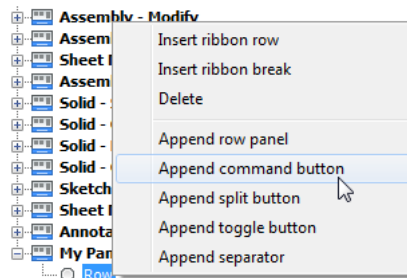 Assembly - Modify
Assem
Sheet
Assem
Solid -
Solid -
Solid -
Solid -
Sketch
Sheet
Annota
My Pan
Row
Insert ribbon row
Insert ribbon break
Delete
Append row panel
Append command button
Append split button
Append toggle button
Append separator